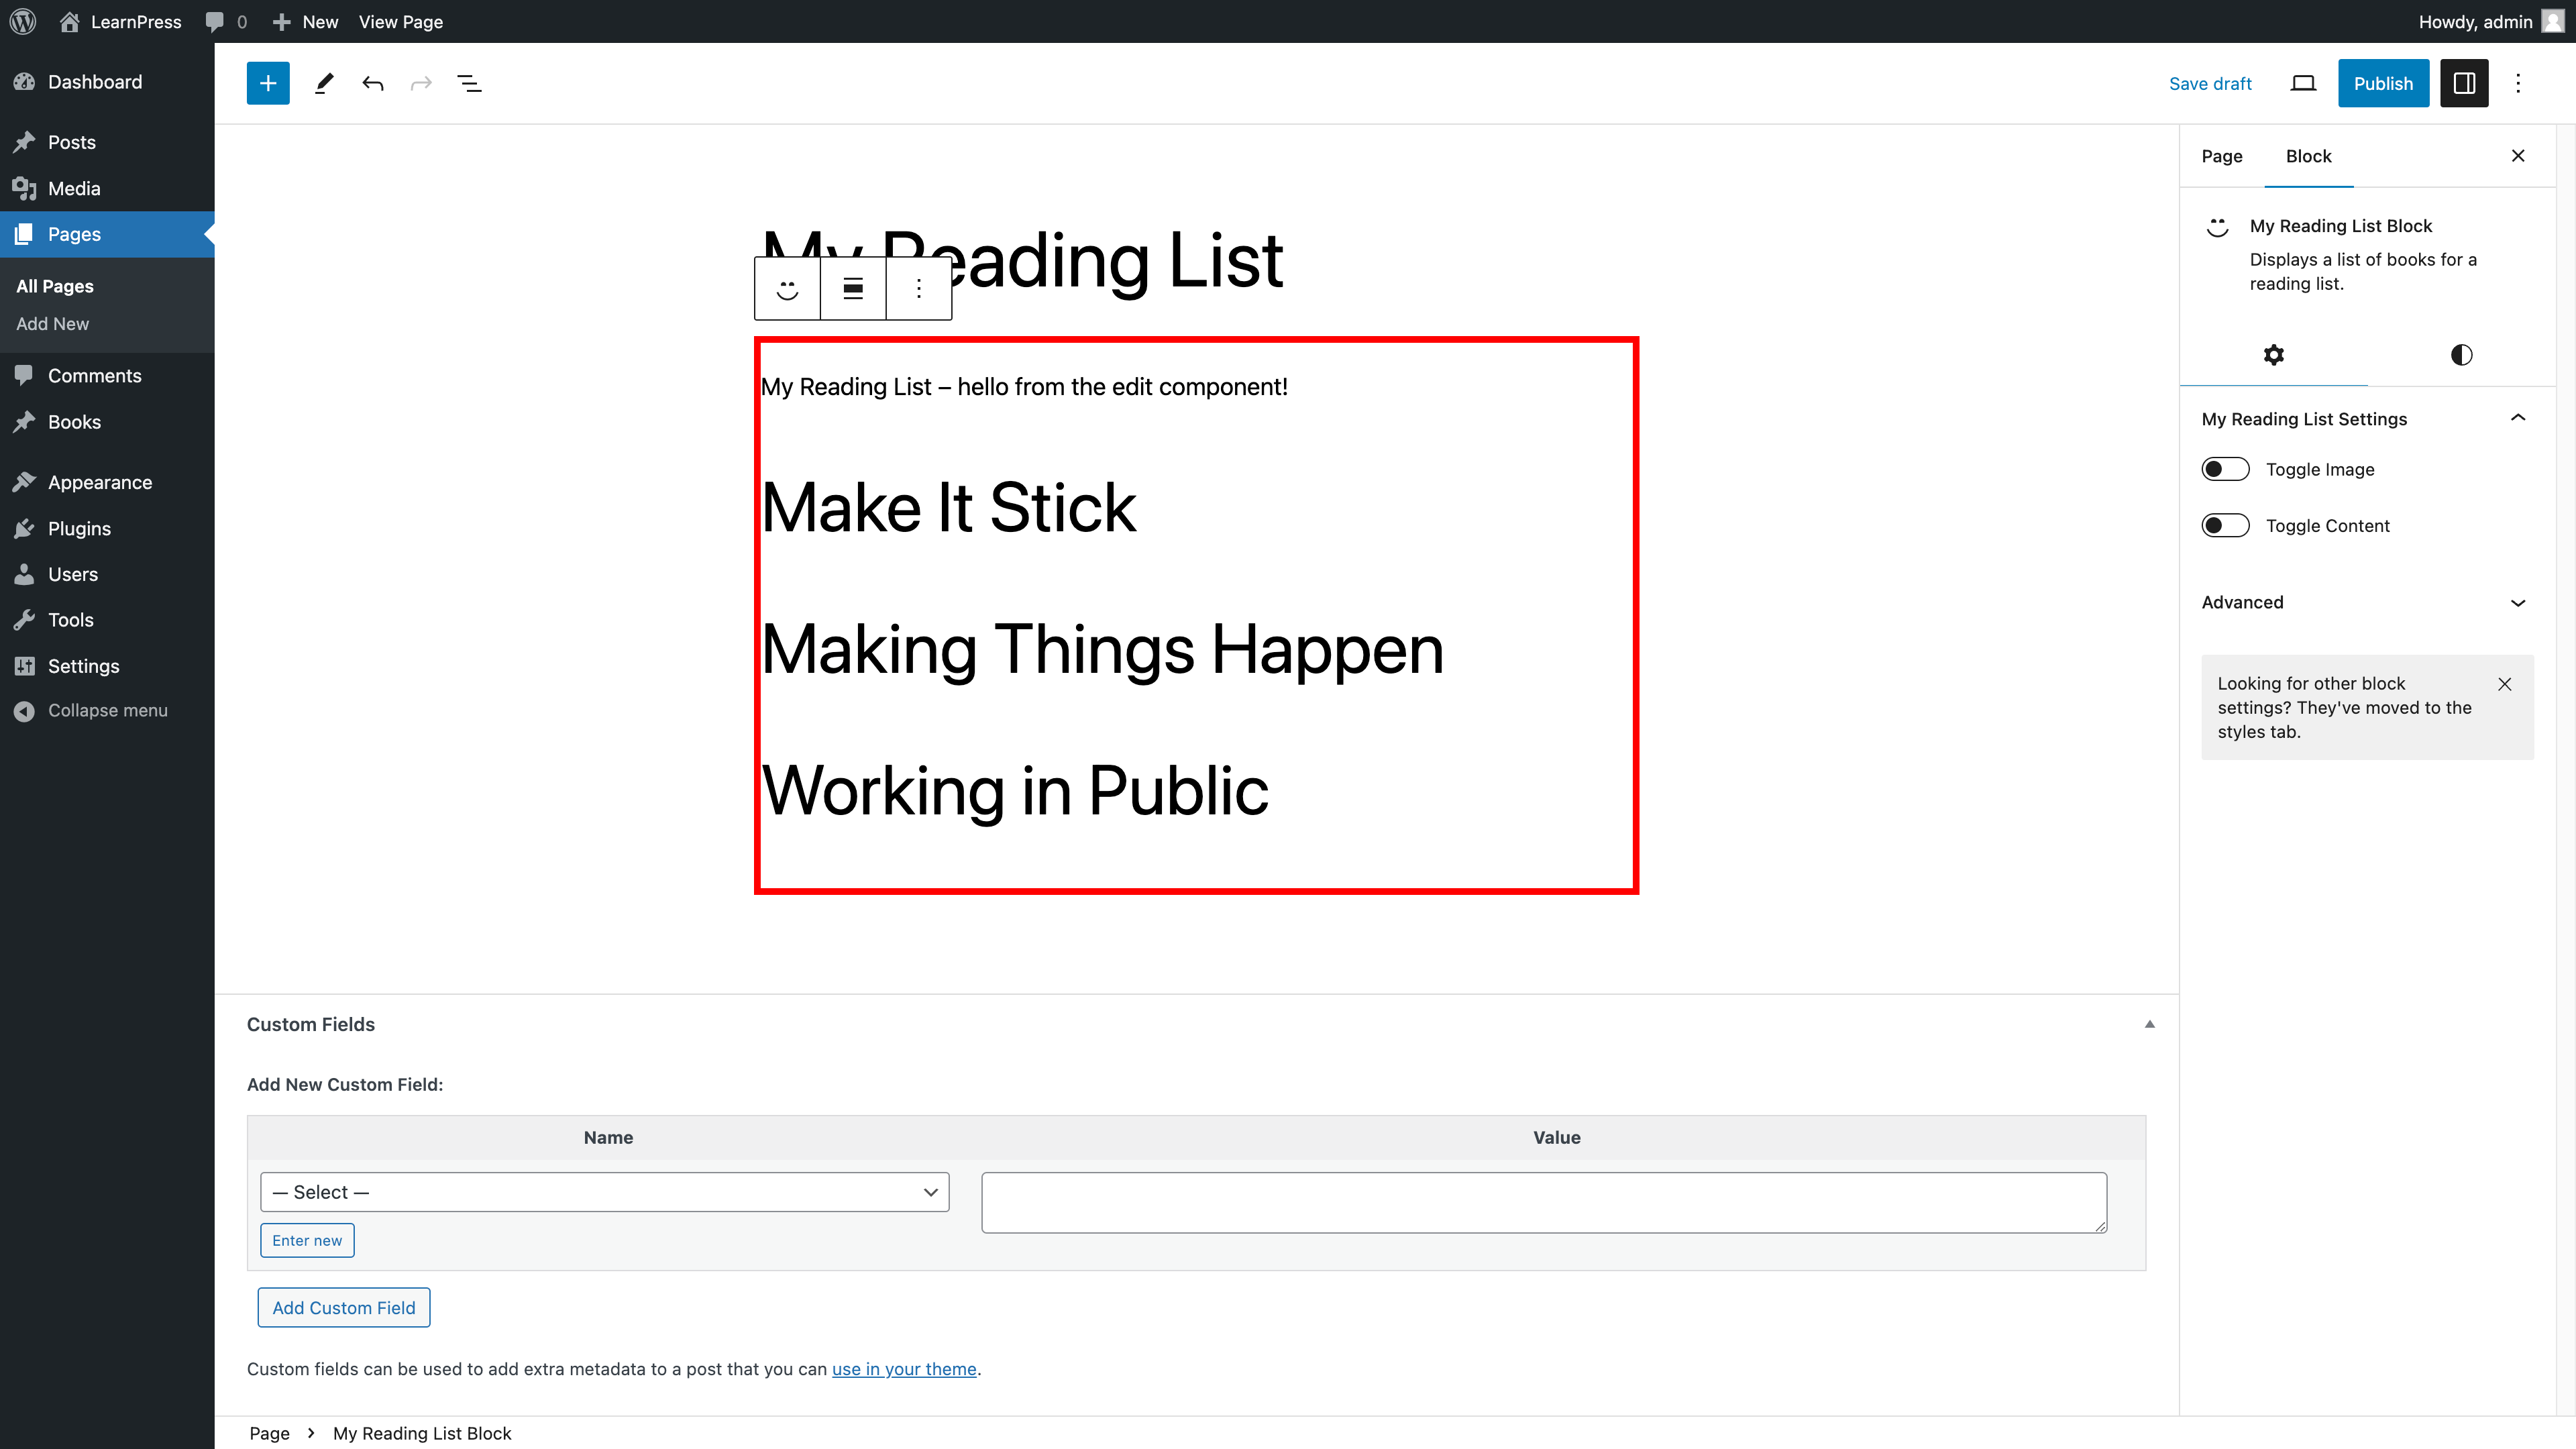 LearnPress 0 New View Page Howdy, admin
Dashboard
Posts
Media
Pages
All Pages
Add New
Comments
Books
Appearance
Plugins
Users
Tools
Settings
Collapse menu
Save draft Publish
My Reading List
My Reading List – hello from the edit component!
Make It Stick
Making Things Happen
Working in Public
Page Block
My Reading List Block
Displays a list of books for a
reading list.
My Reading List Settings
Toggle Image
Toggle Content
Advanced
Looking for other block
settings? They've moved to the
styles tab.
Custom Fields
Add New Custom Field:
Name Value
— Select —
Enter new
Add Custom Field
Custom fields can be used to add extra metadata to a post that you can use in your theme.
Page › My Reading List Block